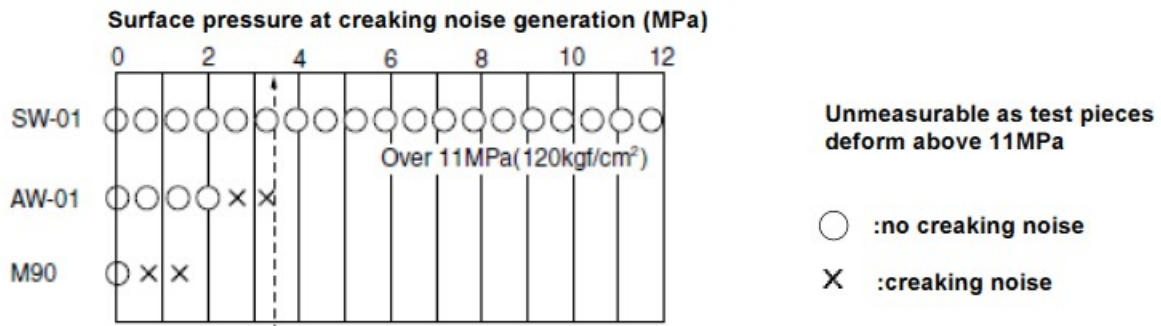 Surface pressure at creaking noise generation (MPa)
0 2 4 6 8 10 12
SW-01
Over 11MPa(120kgf/cm²)
AW-01
M90
Unmeasurable as test pieces
deform above 11MPa
:no creaking noise
:creaking noise